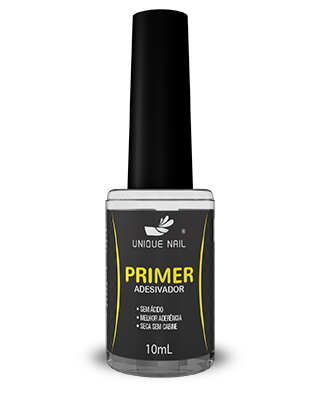 ®
UNIQUE NAIL
PRIMER
ADESIVADOR
• SEM ÁCIDO
• MELHOR ADERÊNCIA
• SECA SEM CABINE
10mL